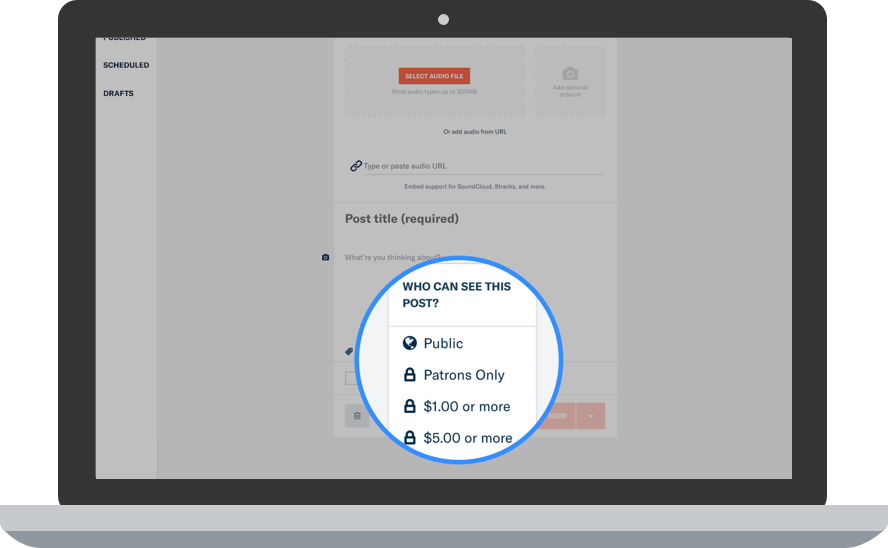 PUBLISHED
SCHEDULED
DRAFTS
SELECT AUDIO FILE
Must audio types up to 200MB
Add optional
artwork
Or add audio from URL
Type or paste audio URL
Embed support for SoundCloud, 8tracks, and more.
Post title (required)
What're you thinking about?
WHO CAN SEE THIS
POST?
Public
Patrons Only
$1.00 or more
$5.00 or more
NOW